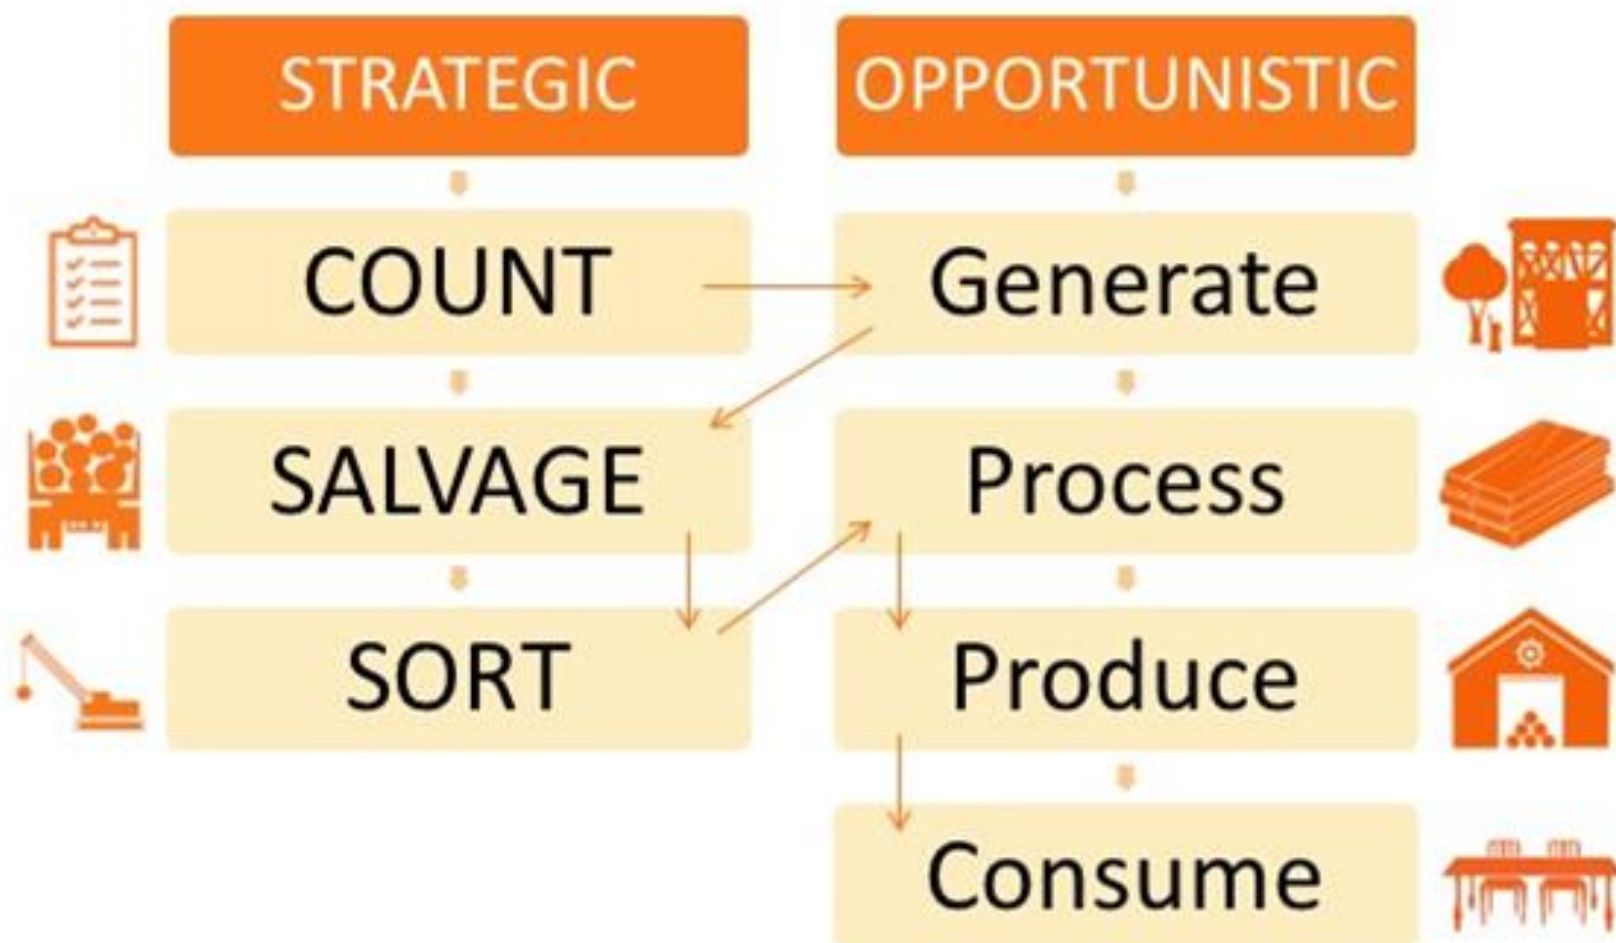 STRATEGIC
OPPORTUNISTIC
COUNT
Generate
SALVAGE
Process
SORT
Produce
Consume